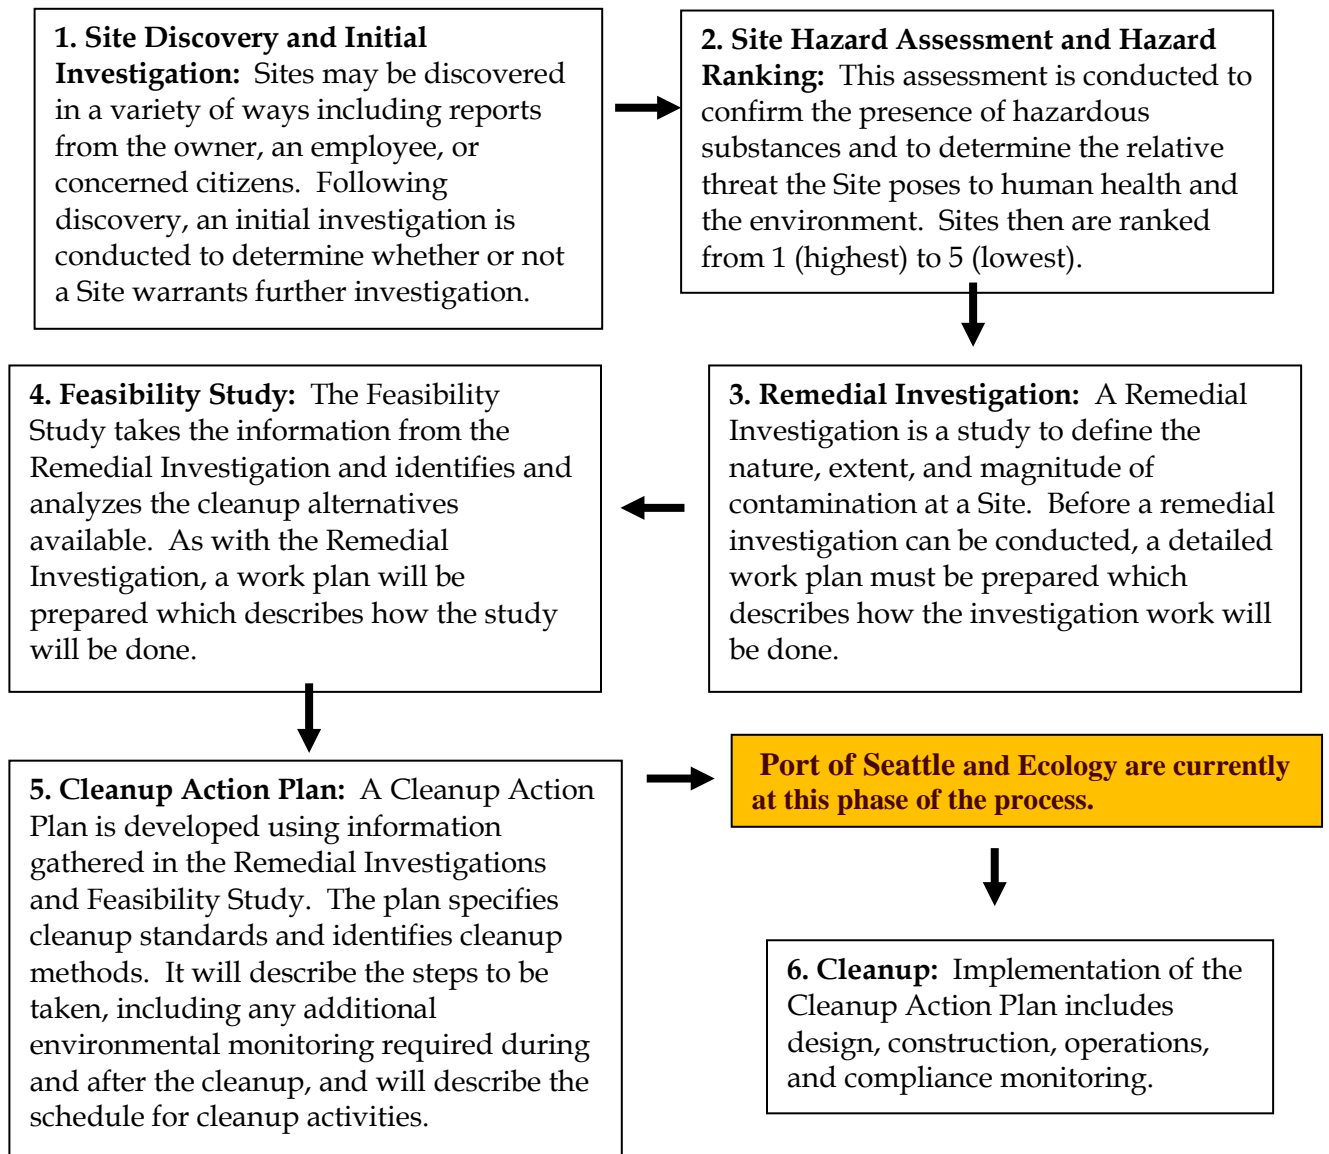 1. Site Discovery and Initial
Investigation: Sites may be discovered
in a variety of ways including reports
from the owner, an employee, or
concerned citizens. Following
discovery, an initial investigation is
conducted to determine whether or not
a Site warrants further investigation.
2. Site Hazard Assessment and Hazard
Ranking: This assessment is conducted to
confirm the presence of hazardous
substances and to determine the relative
threat the Site poses to human health and
the environment. Sites then are ranked
from 1 (highest) to 5 (lowest).
3. Remedial Investigation: A Remedial
Investigation is a study to define the
nature, extent, and magnitude of
contamination at a Site. Before a remedial
investigation can be conducted, a detailed
work plan must be prepared which
describes how the investigation work will
be done.
4. Feasibility Study: The Feasibility
Study takes the information from the
Remedial Investigation and identifies and
analyzes the cleanup alternatives
available. As with the Remedial
Investigation, a work plan will be
prepared which describes how the study
will be done.
5. Cleanup Action Plan: A Cleanup Action
Plan is developed using information
gathered in the Remedial Investigations
and Feasibility Study. The plan specifies
cleanup standards and identifies cleanup
methods. It will describe the steps to be
taken, including any additional
environmental monitoring required during
and after the cleanup, and will describe the
schedule for cleanup activities.
Port of Seattle and Ecology are currently
at this phase of the process.
6. Cleanup: Implementation of the
Cleanup Action Plan includes
design, construction, operations,
and compliance monitoring.